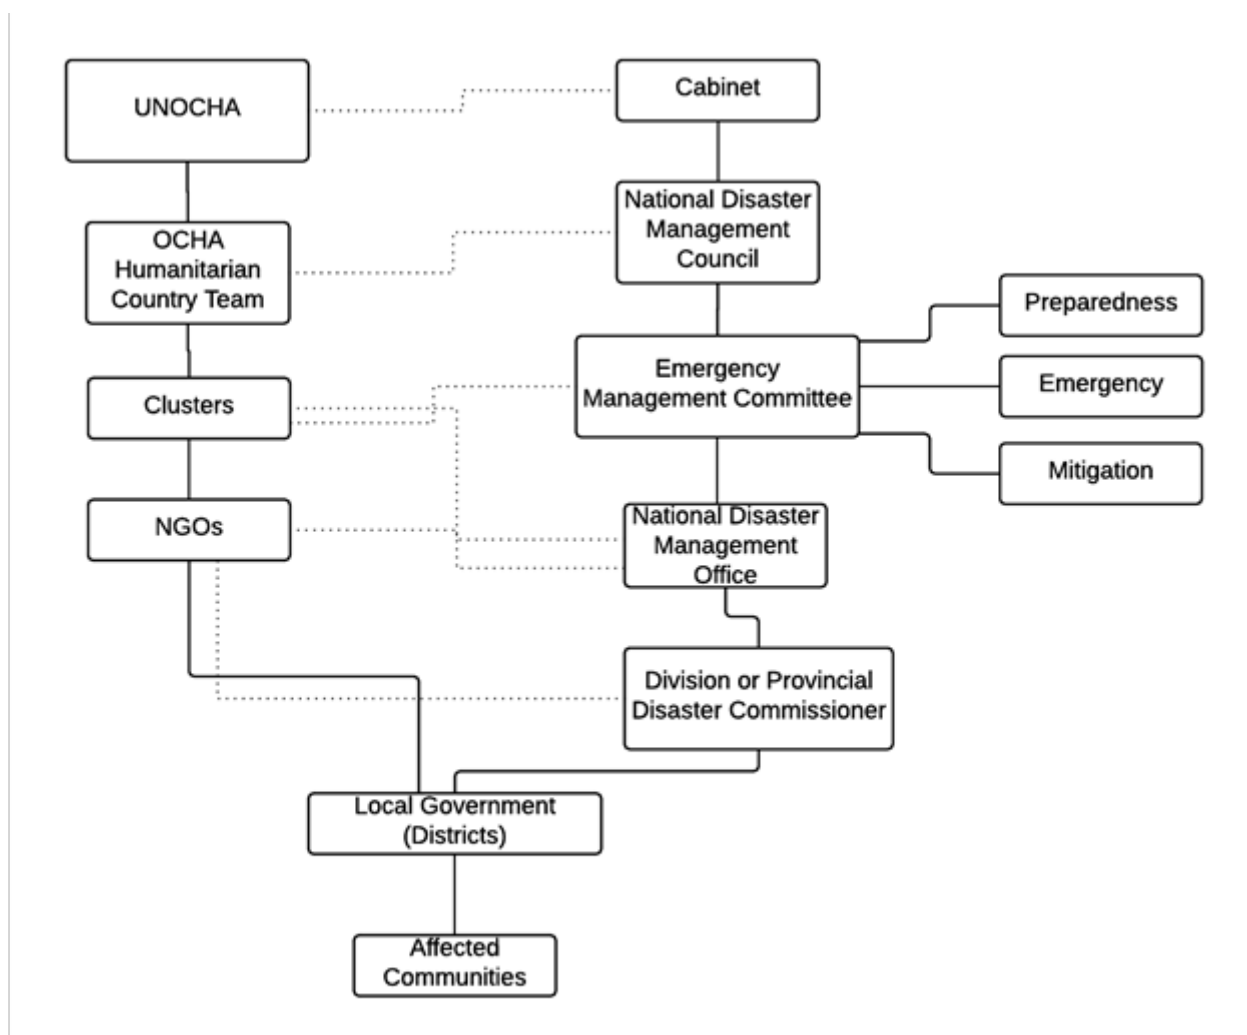 UNOCHA
Cabinet
National Disaster
Management
Council
OCHA
Humanitarian
Country Team
Preparedness
Emergency
Management Committee
Emergency
Clusters
Mitigation
NGOs
National Disaster
Management
Office
Division or Provincial
Disaster Commissioner
Local Government
(Districts)
Affected
Communities